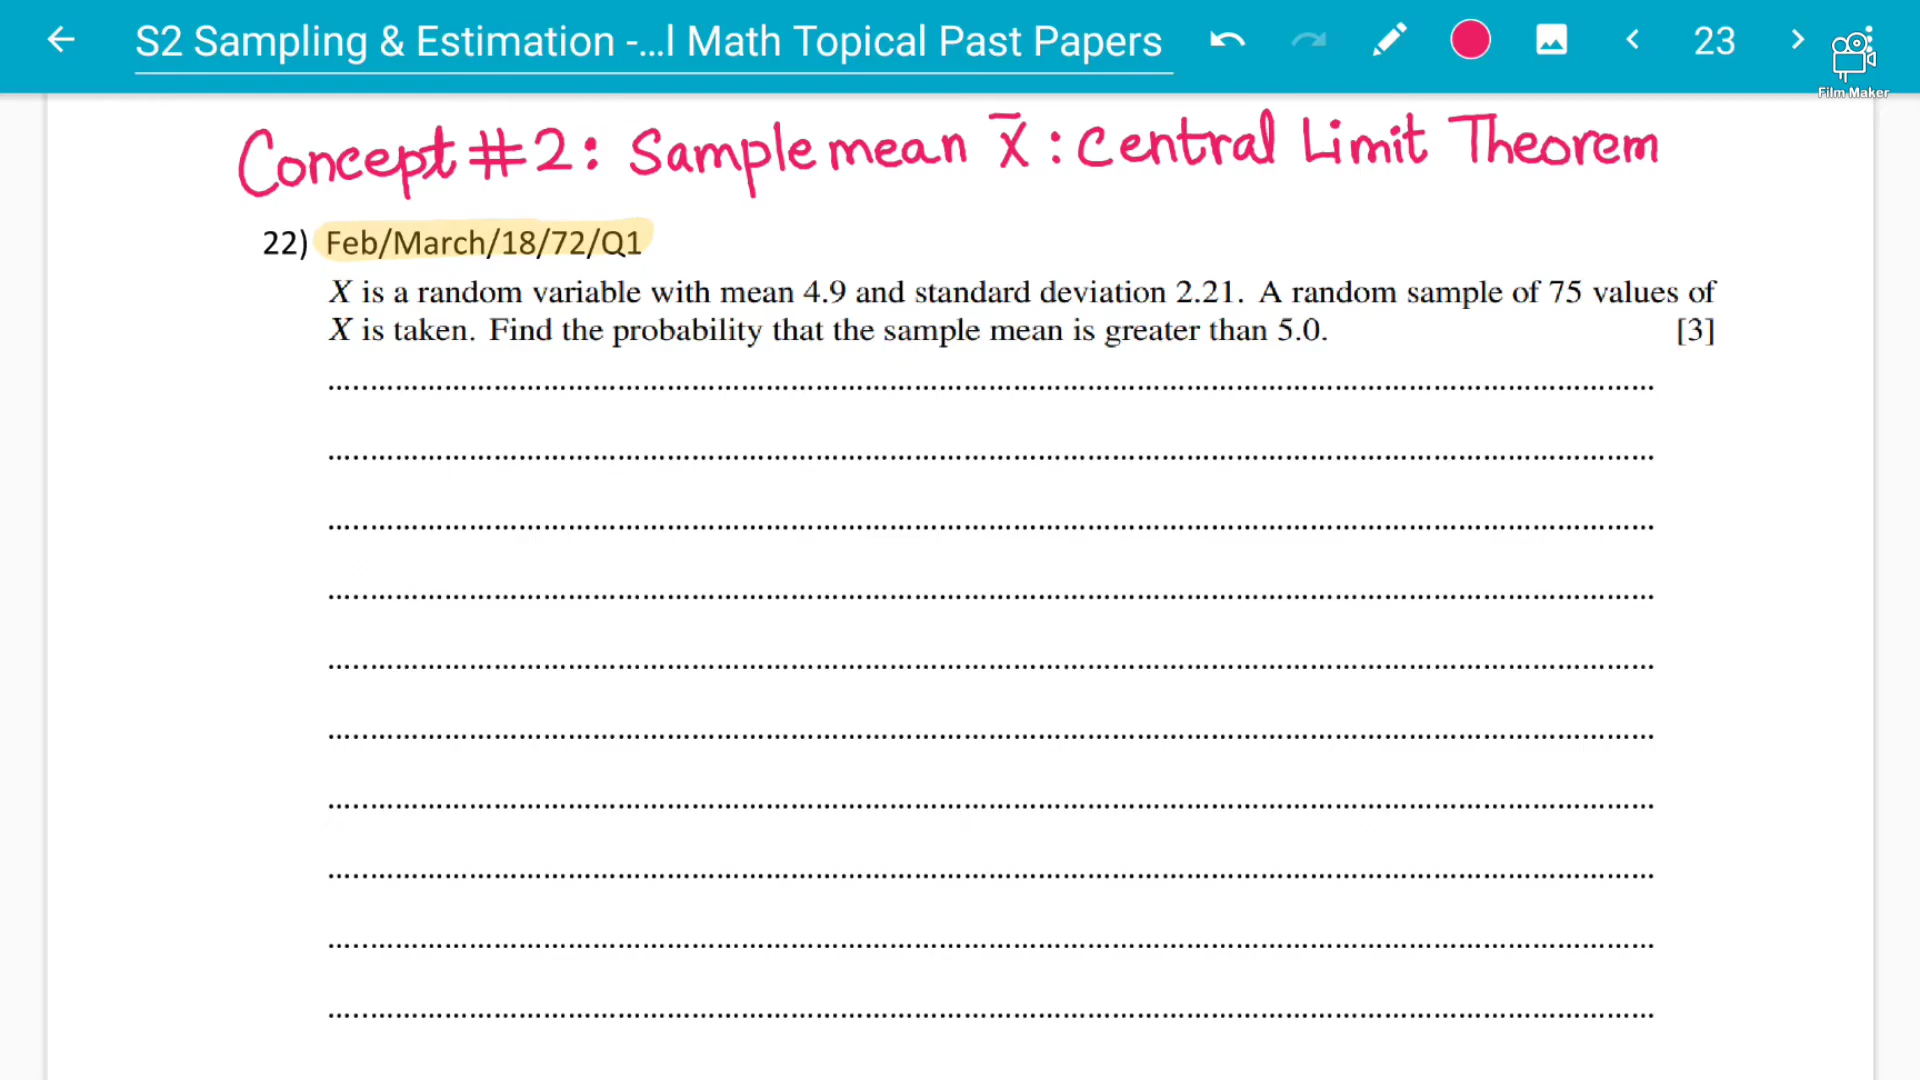 S2 Sampling & Estimation -...l Math Topical Past Papers
23
Film Maker
Concept #2: Sample mean X̄ : Central Limit Theorem
22) Feb/March/18/72/Q1
X is a random variable with mean 4.9 and standard deviation 2.21. A random sample of 75 values of
X is taken. Find the probability that the sample mean is greater than 5.0. [3]